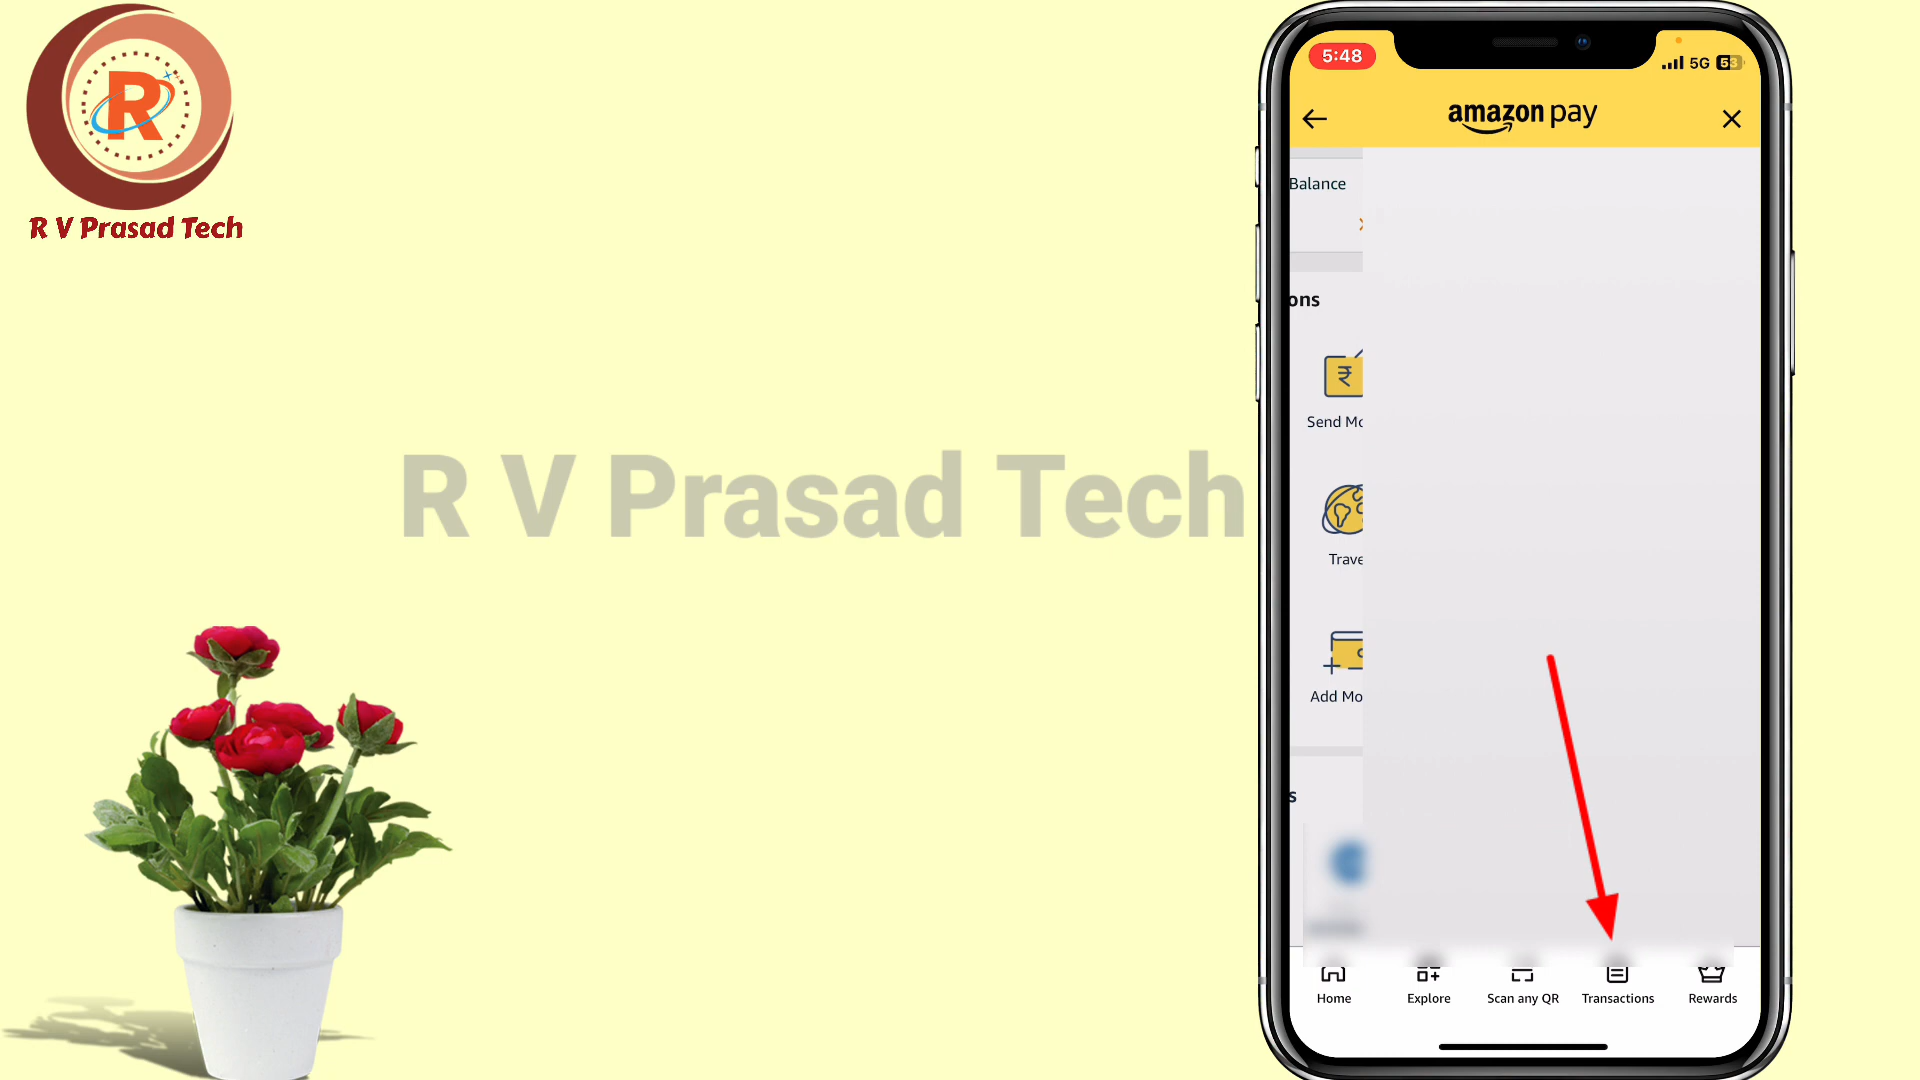 R
R V Prasad Tech
R V Prasad Tech
5:48
5G
53
amazon pay
Balance
ons
Send Mo
Trave
Add Mo
s
Home
Explore
Scan any QR
Transactions
Rewards